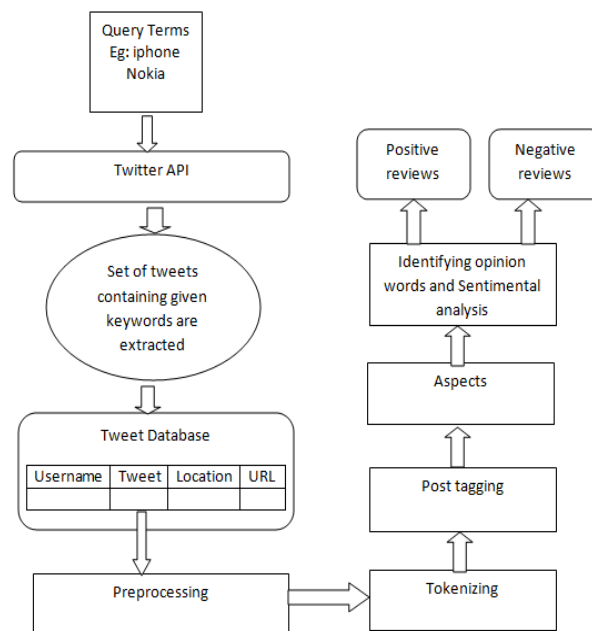 Query Terms
Eg: iphone
Nokia
Twitter API
Set of tweets
containing given
keywords are
extracted
Tweet Database
Username Tweet Location URL
Preprocessing
Tokenizing
Post tagging
Aspects
Identifying opinion
words and Sentimental
analysis
Positive
reviews
Negative
reviews